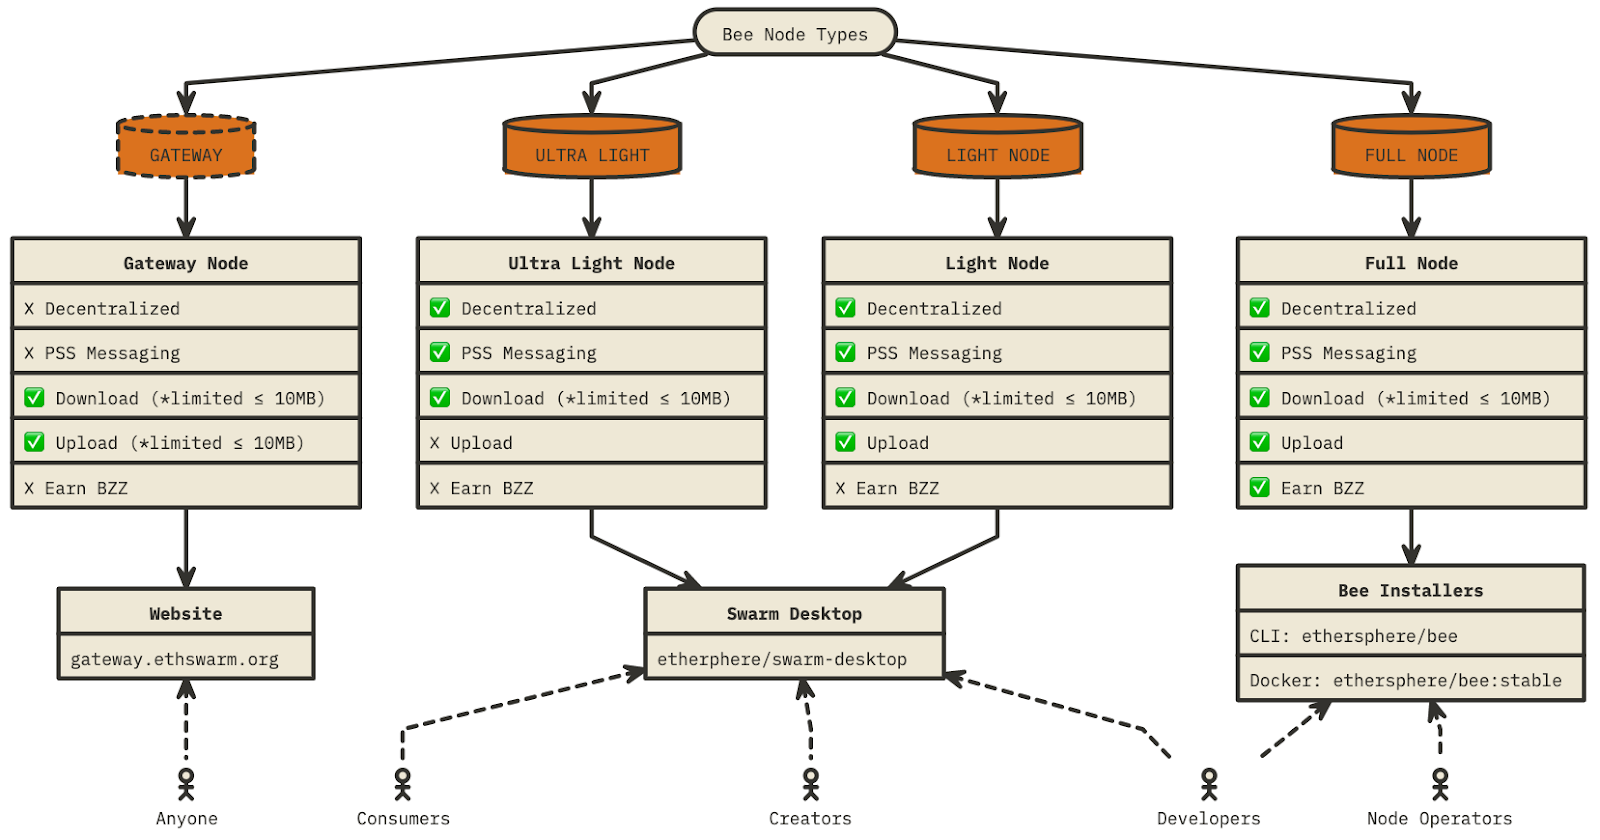 Bee Node Types
GATEWAY
ULTRA LIGHT
LIGHT NODE
FULL NODE
Gateway Node
X Decentralized
X PSS Messaging
✅ Download (*limited ≤ 10MB)
✅ Upload (*limited ≤ 10MB)
X Earn BZZ
Ultra Light Node
✅ Decentralized
✅ PSS Messaging
✅ Download (*limited ≤ 10MB)
X Upload
X Earn BZZ
Light Node
✅ Decentralized
✅ PSS Messaging
✅ Download (*limited ≤ 10MB)
✅ Upload
X Earn BZZ
Full Node
✅ Decentralized
✅ PSS Messaging
✅ Download (*limited ≤ 10MB)
✅ Upload
✅ Earn BZZ
Website
gateway.ethswarm.org
Swarm Desktop
etherphere/swarm-desktop
Bee Installers
CLI: ethersphere/bee
Docker: ethersphere/bee:stable
Anyone
Consumers
Creators
Developers
Node Operators